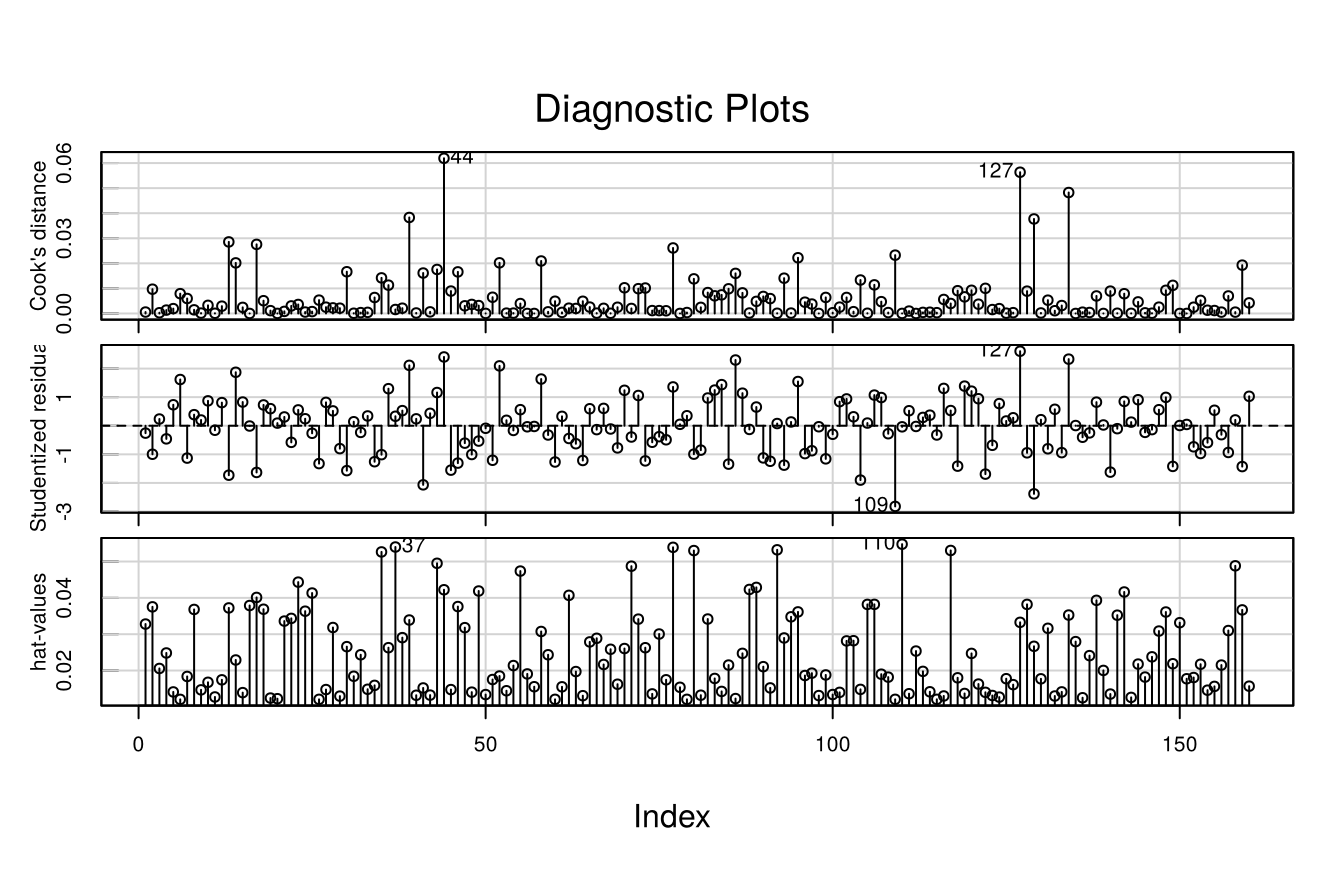 Diagnostic Plots
Cook's distance
0.00 0.03 0.06
44
127
Studentized residua
-3 -1 1
127
109
hat-values
0.02 0.04
37
110
0 50 100 150
Index